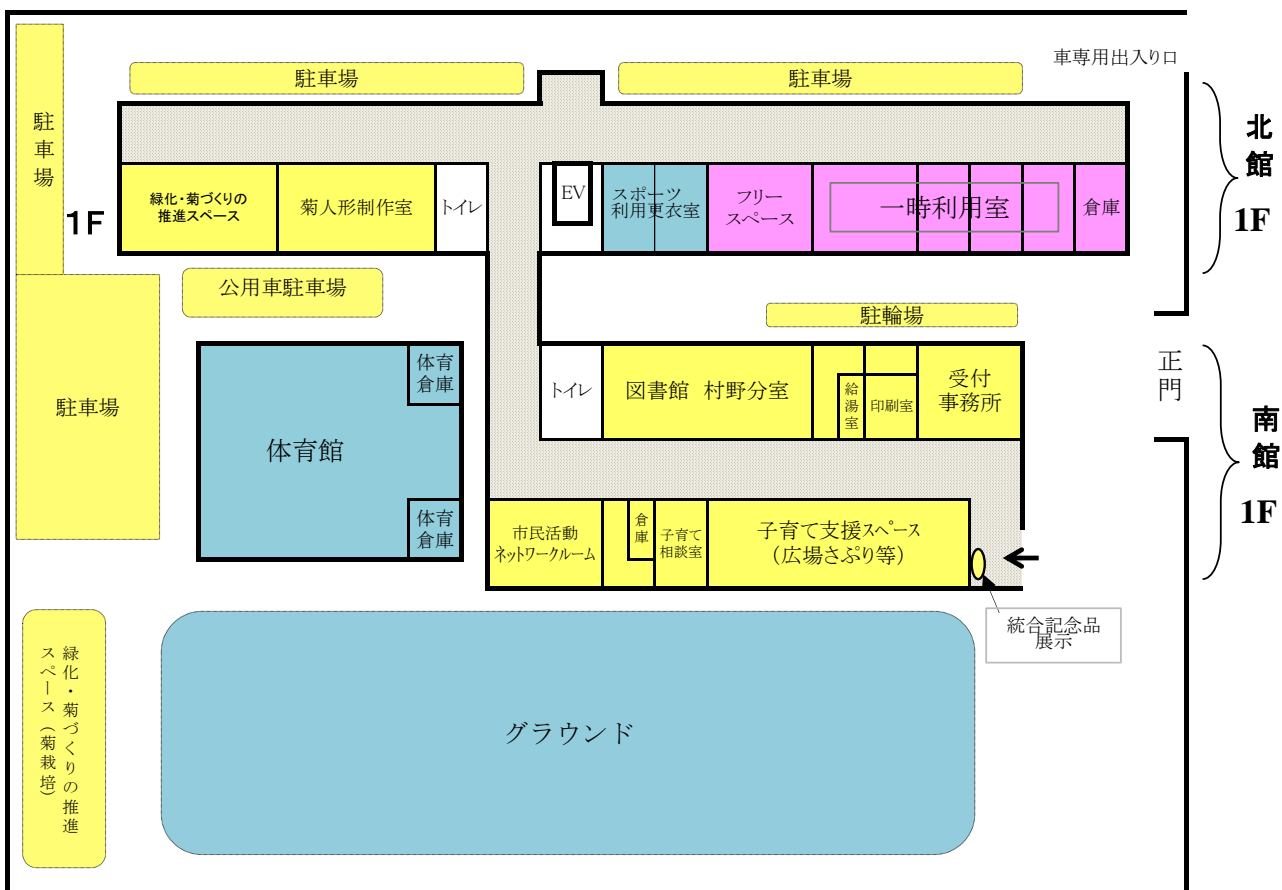 車専用出入り口
駐車場
駐車場
駐車場
北館
1F
1F
緑化・菊づくりの
推進スペース
菊人形制作室
トイレ
EV
スポーツ
利用更衣室
フリー
スペース
一時利用室
倉庫
公用車駐車場
駐輪場
駐車場
体育
倉庫
体育館
体育
倉庫
トイレ
図書館 村野分室
給湯室
印刷室
受付
事務所
正門
南館
1F
市民活動
ネットワークルーム
倉庫
子育て
相談室
子育て支援スペース
(広場さぷり等)
統合記念品
展示
緑化・菊づくりの推進
スペース(菊栽培)
グラウンド